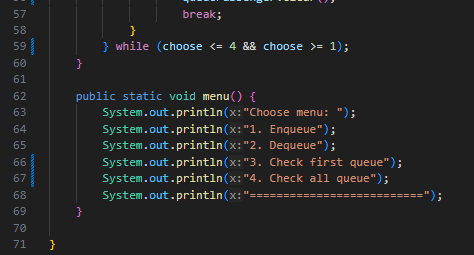 57 break;
58 }
59 } while (choose <= 4 && choose >= 1);
60 }
61
62 public static void menu() {
63 System.out.println(x:"Choose menu: ");
64 System.out.println(x:"1. Enqueue");
65 System.out.println(x:"2. Dequeue");
66 System.out.println(x:"3. Check first queue");
67 System.out.println(x:"4. Check all queue");
68 System.out.println(x:"==========================");
69 }
70
71 }